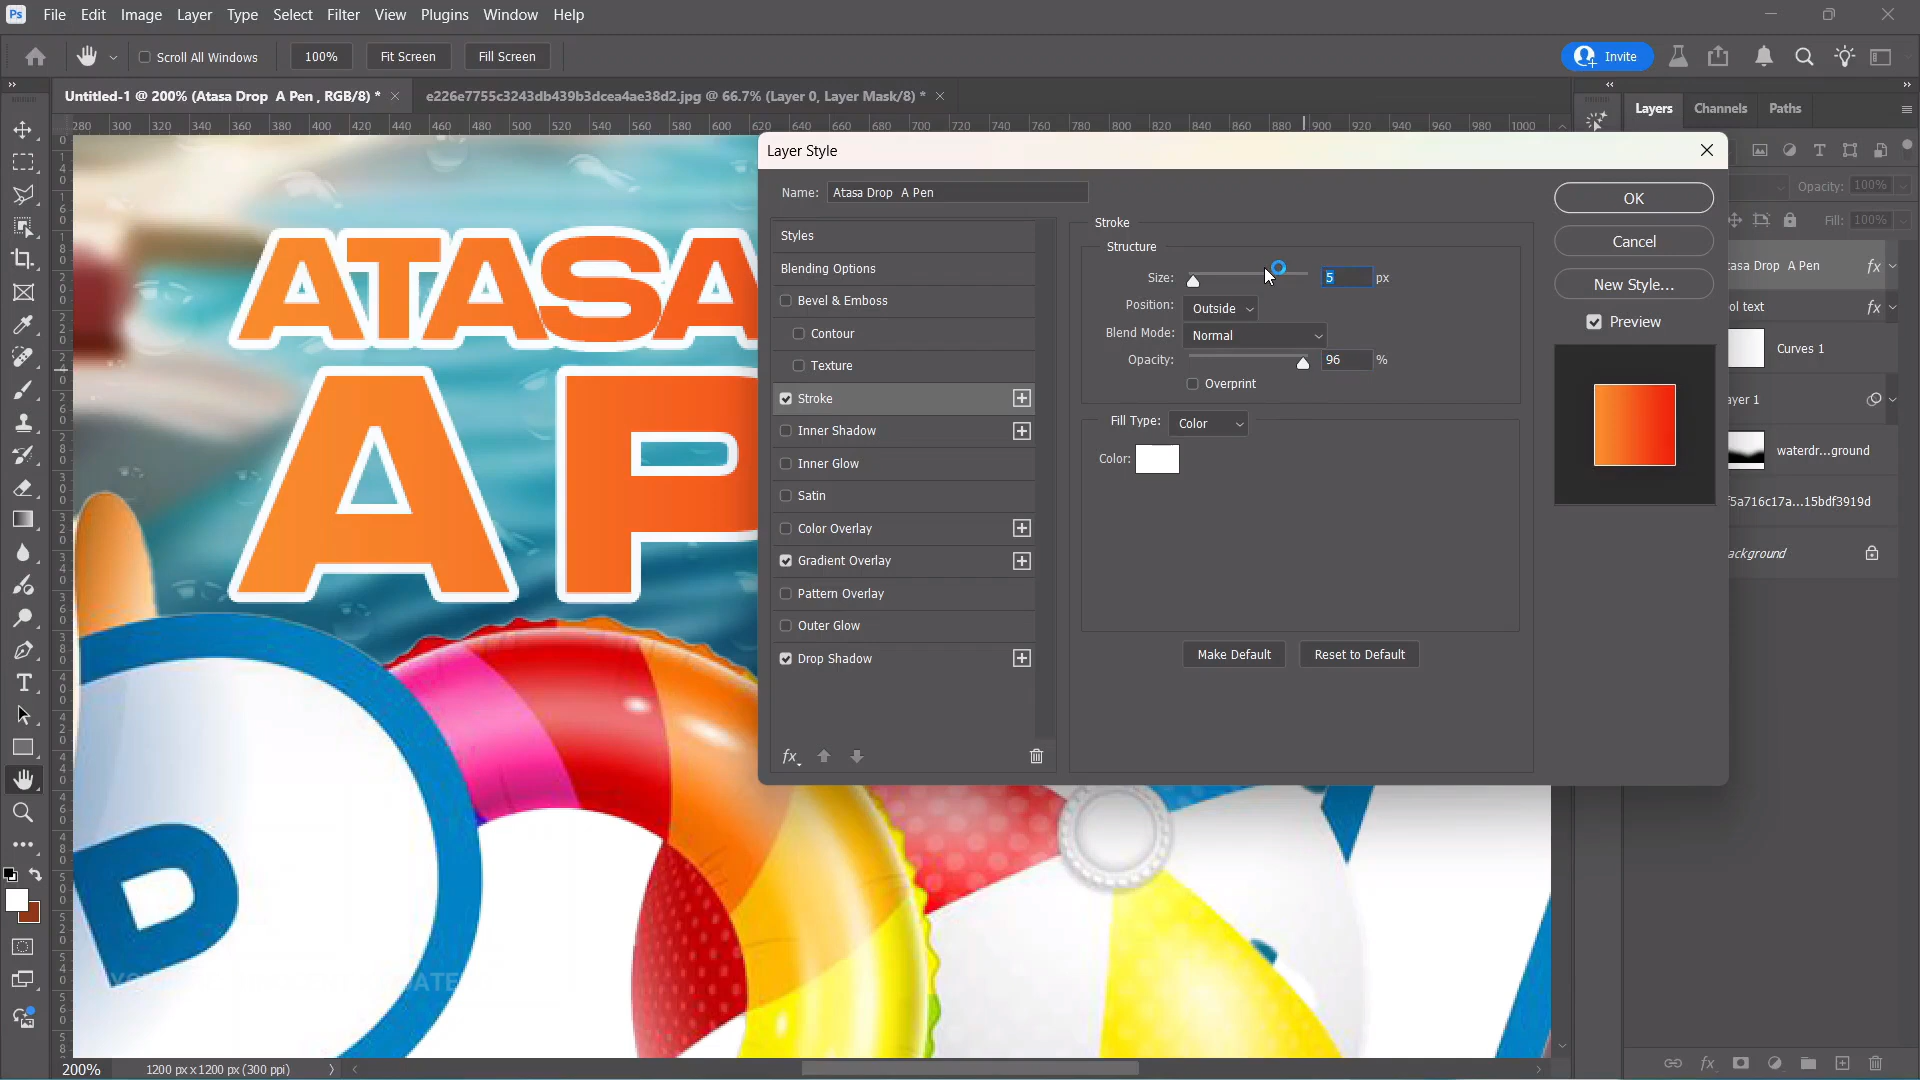 File Edit Image Layer Type Select Filter View Plugins Window Help
Scroll All Windows 100% Fit Screen Fill Screen Invite
Untitled-1 @ 200% (Atasa Drop A Pen , RGB/8) * e226e7755c3243db439b3dcea4ae38d2.jpg @ 66.7% (Layer 0, Layer Mask/8) *
Layers Channels Paths
280 300 320 340 360 380 400 420 440 460 480 500 520 540 560 580 600 620 640 660 680 700 720 740 760 780 800 820 840 860 880 900 920 940 960 980 1000
Layer Style
Opacity: 100%
Fill: 100%
Name: Atasa Drop A Pen
Styles
Blending Options
Bevel & Emboss
Contour
Texture
Stroke
Inner Shadow
Inner Glow
Satin
Color Overlay
Gradient Overlay
Pattern Overlay
Outer Glow
Drop Shadow
fx
Stroke
Structure
Size: 5 px
Position: Outside
Blend Mode: Normal
Opacity: 96 %
Overprint
Fill Type: Color
Color:
Make Default Reset to Default
OK
Cancel
New Style...
Preview
tasa Drop A Pen fx
ol text fx
Curves 1
ayer 1
waterdr...ground
f5a716c17a...15bdf3919d
ackground
ATASA
A P
200% 1200 px x 1200 px (300 ppi)
fx